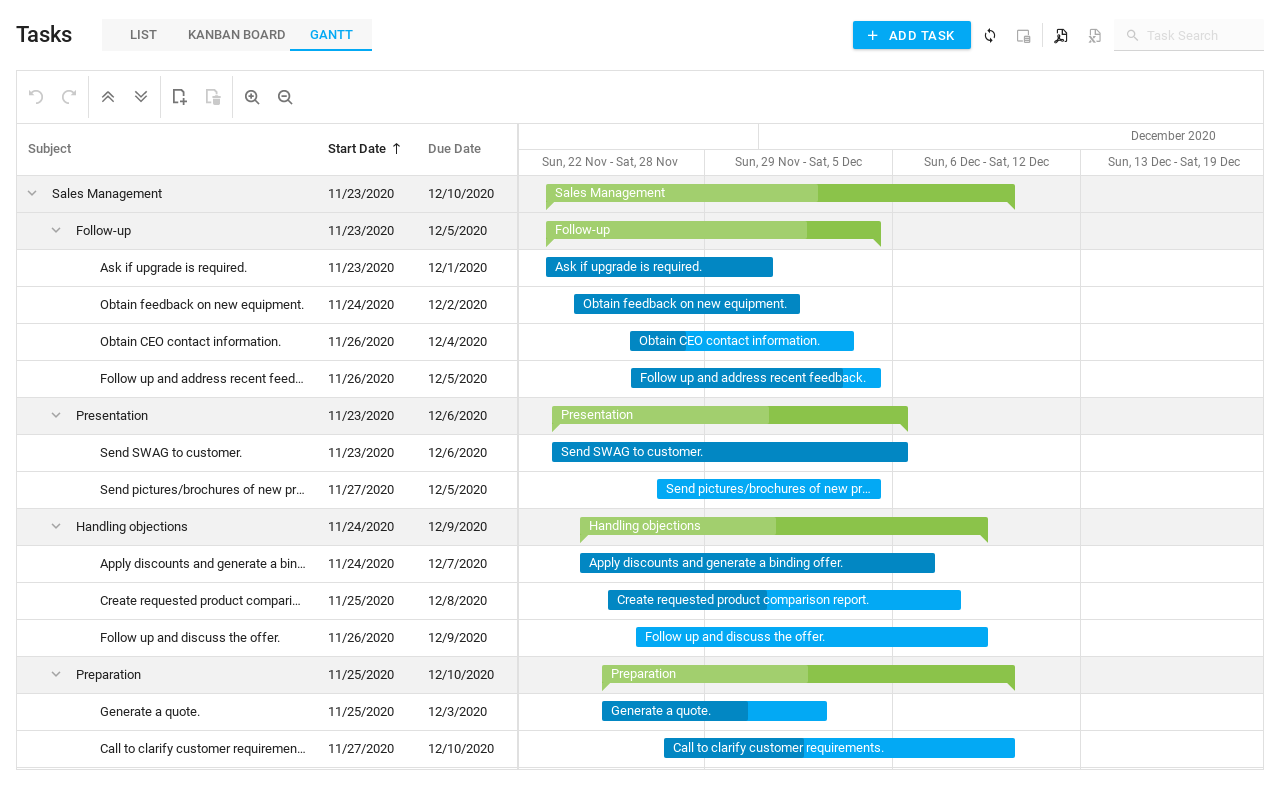 Tasks LIST KANBAN BOARD GANTT ADD TASK Task Search
December 2020
Subject Start Date Due Date Sun, 22 Nov - Sat, 28 Nov Sun, 29 Nov - Sat, 5 Dec Sun, 6 Dec - Sat, 12 Dec Sun, 13 Dec - Sat, 19 Dec
Sales Management 11/23/2020 12/10/2020 Sales Management
Follow-up 11/23/2020 12/5/2020 Follow-up
Ask if upgrade is required. 11/23/2020 12/1/2020 Ask if upgrade is required.
Obtain feedback on new equipment. 11/24/2020 12/2/2020 Obtain feedback on new equipment.
Obtain CEO contact information. 11/26/2020 12/4/2020 Obtain CEO contact information.
Follow up and address recent feed... 11/26/2020 12/5/2020 Follow up and address recent feedback.
Presentation 11/23/2020 12/6/2020 Presentation
Send SWAG to customer. 11/23/2020 12/6/2020 Send SWAG to customer.
Send pictures/brochures of new pr... 11/27/2020 12/5/2020 Send pictures/brochures of new pr...
Handling objections 11/24/2020 12/9/2020 Handling objections
Apply discounts and generate a bin... 11/24/2020 12/7/2020 Apply discounts and generate a binding offer.
Create requested product compari... 11/25/2020 12/8/2020 Create requested product comparison report.
Follow up and discuss the offer. 11/26/2020 12/9/2020 Follow up and discuss the offer.
Preparation 11/25/2020 12/10/2020 Preparation
Generate a quote. 11/25/2020 12/3/2020 Generate a quote.
Call to clarify customer requiremen... 11/27/2020 12/10/2020 Call to clarify customer requirements.